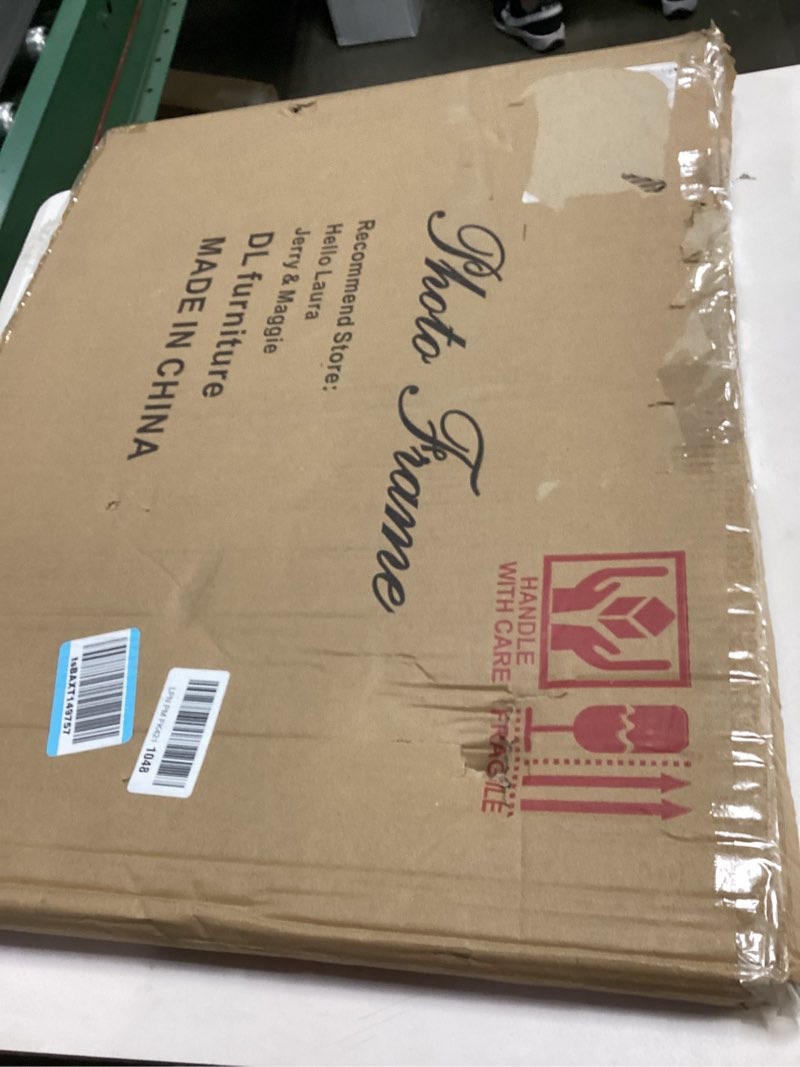 Photo Frame
Recommend Store:
Hello Laura
Jerry & Maggie
DL furniture
MADE IN CHINA
HANDLE
WITH CARE
FRAGILE
1048